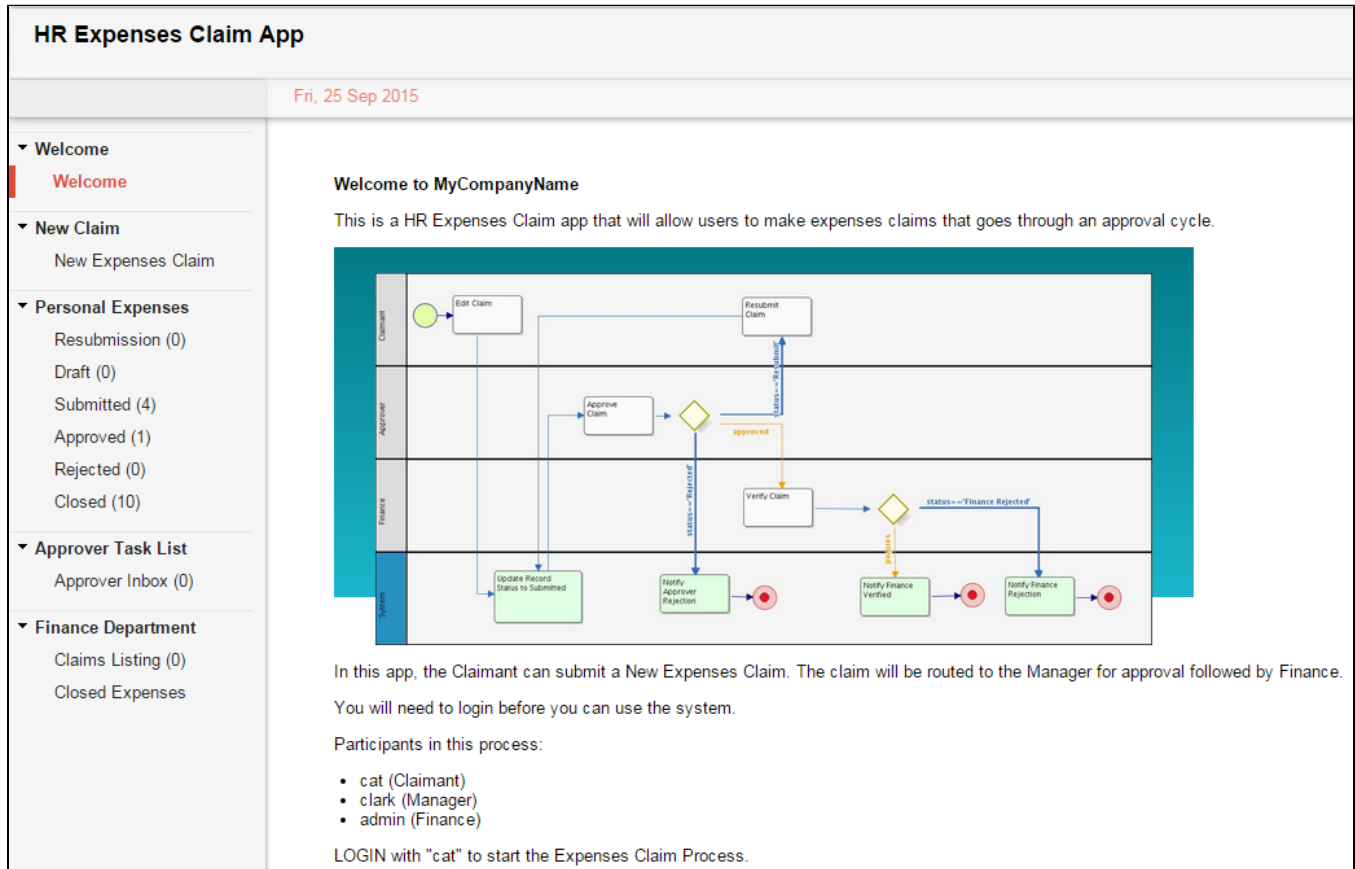 HR Expenses Claim App
Fri, 25 Sep 2015
Welcome
Welcome
New Claim
New Expenses Claim
Personal Expenses
Resubmission (0)
Draft (0)
Submitted (4)
Approved (1)
Rejected (0)
Closed (10)
Approver Task List
Approver Inbox (0)
Finance Department
Claims Listing (0)
Closed Expenses
Welcome to MyCompanyName
This is a HR Expenses Claim app that will allow users to make expenses claims that goes through an approval cycle.
Claimant
Edit Claim
Resubmit
Claim
status=='Resubmit'
Approver
Approve
Claim
approved
status=='Rejected'
Finance
Verify Claim
status=='Finance Rejected'
verified
System
Update Record
Status to Submitted
Notify
Approver
Rejection
Notify Finance
Verified
Notify Finance
Rejection
In this app, the Claimant can submit a New Expenses Claim. The claim will be routed to the Manager for approval followed by Finance.
You will need to login before you can use the system.
Participants in this process:
• cat (Claimant)
• clark (Manager)
• admin (Finance)
LOGIN with "cat" to start the Expenses Claim Process.